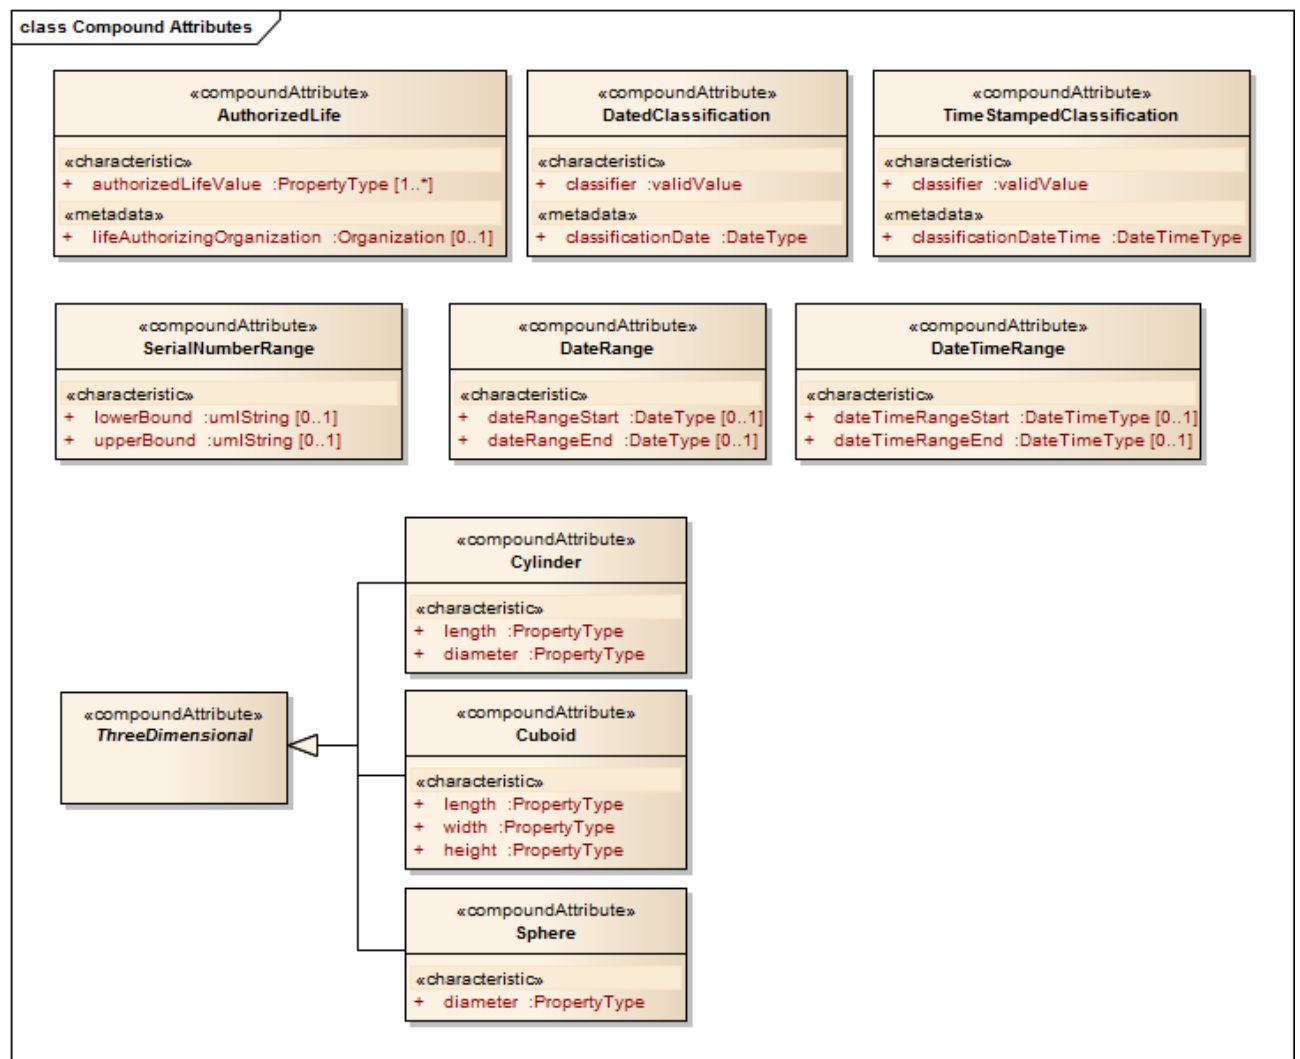 class Compound Attributes
«compoundAttribute»
AuthorizedLife
«characteristic»
+ authorizedLifeValue :PropertyType [1..*]
«metadata»
+ lifeAuthorizingOrganization :Organization [0..1]
«compoundAttribute»
DatedClassification
«characteristic»
+ classifier :validValue
«metadata»
+ classificationDate :DateType
«compoundAttribute»
TimeStampedClassification
«characteristic»
+ classifier :validValue
«metadata»
+ classificationDateTime :DateTimeType
«compoundAttribute»
SerialNumberRange
«characteristic»
+ lowerBound :umlString [0..1]
+ upperBound :umlString [0..1]
«compoundAttribute»
DateRange
«characteristic»
+ dateRangeStart :DateType [0..1]
+ dateRangeEnd :DateType [0..1]
«compoundAttribute»
DateTimeRange
«characteristic»
+ dateTimeRangeStart :DateTimeType [0..1]
+ dateTimeRangeEnd :DateTimeType [0..1]
«compoundAttribute»
Cylinder
«characteristic»
+ length :PropertyType
+ diameter :PropertyType
«compoundAttribute»
ThreeDimensional
«compoundAttribute»
Cuboid
«characteristic»
+ length :PropertyType
+ width :PropertyType
+ height :PropertyType
«compoundAttribute»
Sphere
«characteristic»
+ diameter :PropertyType